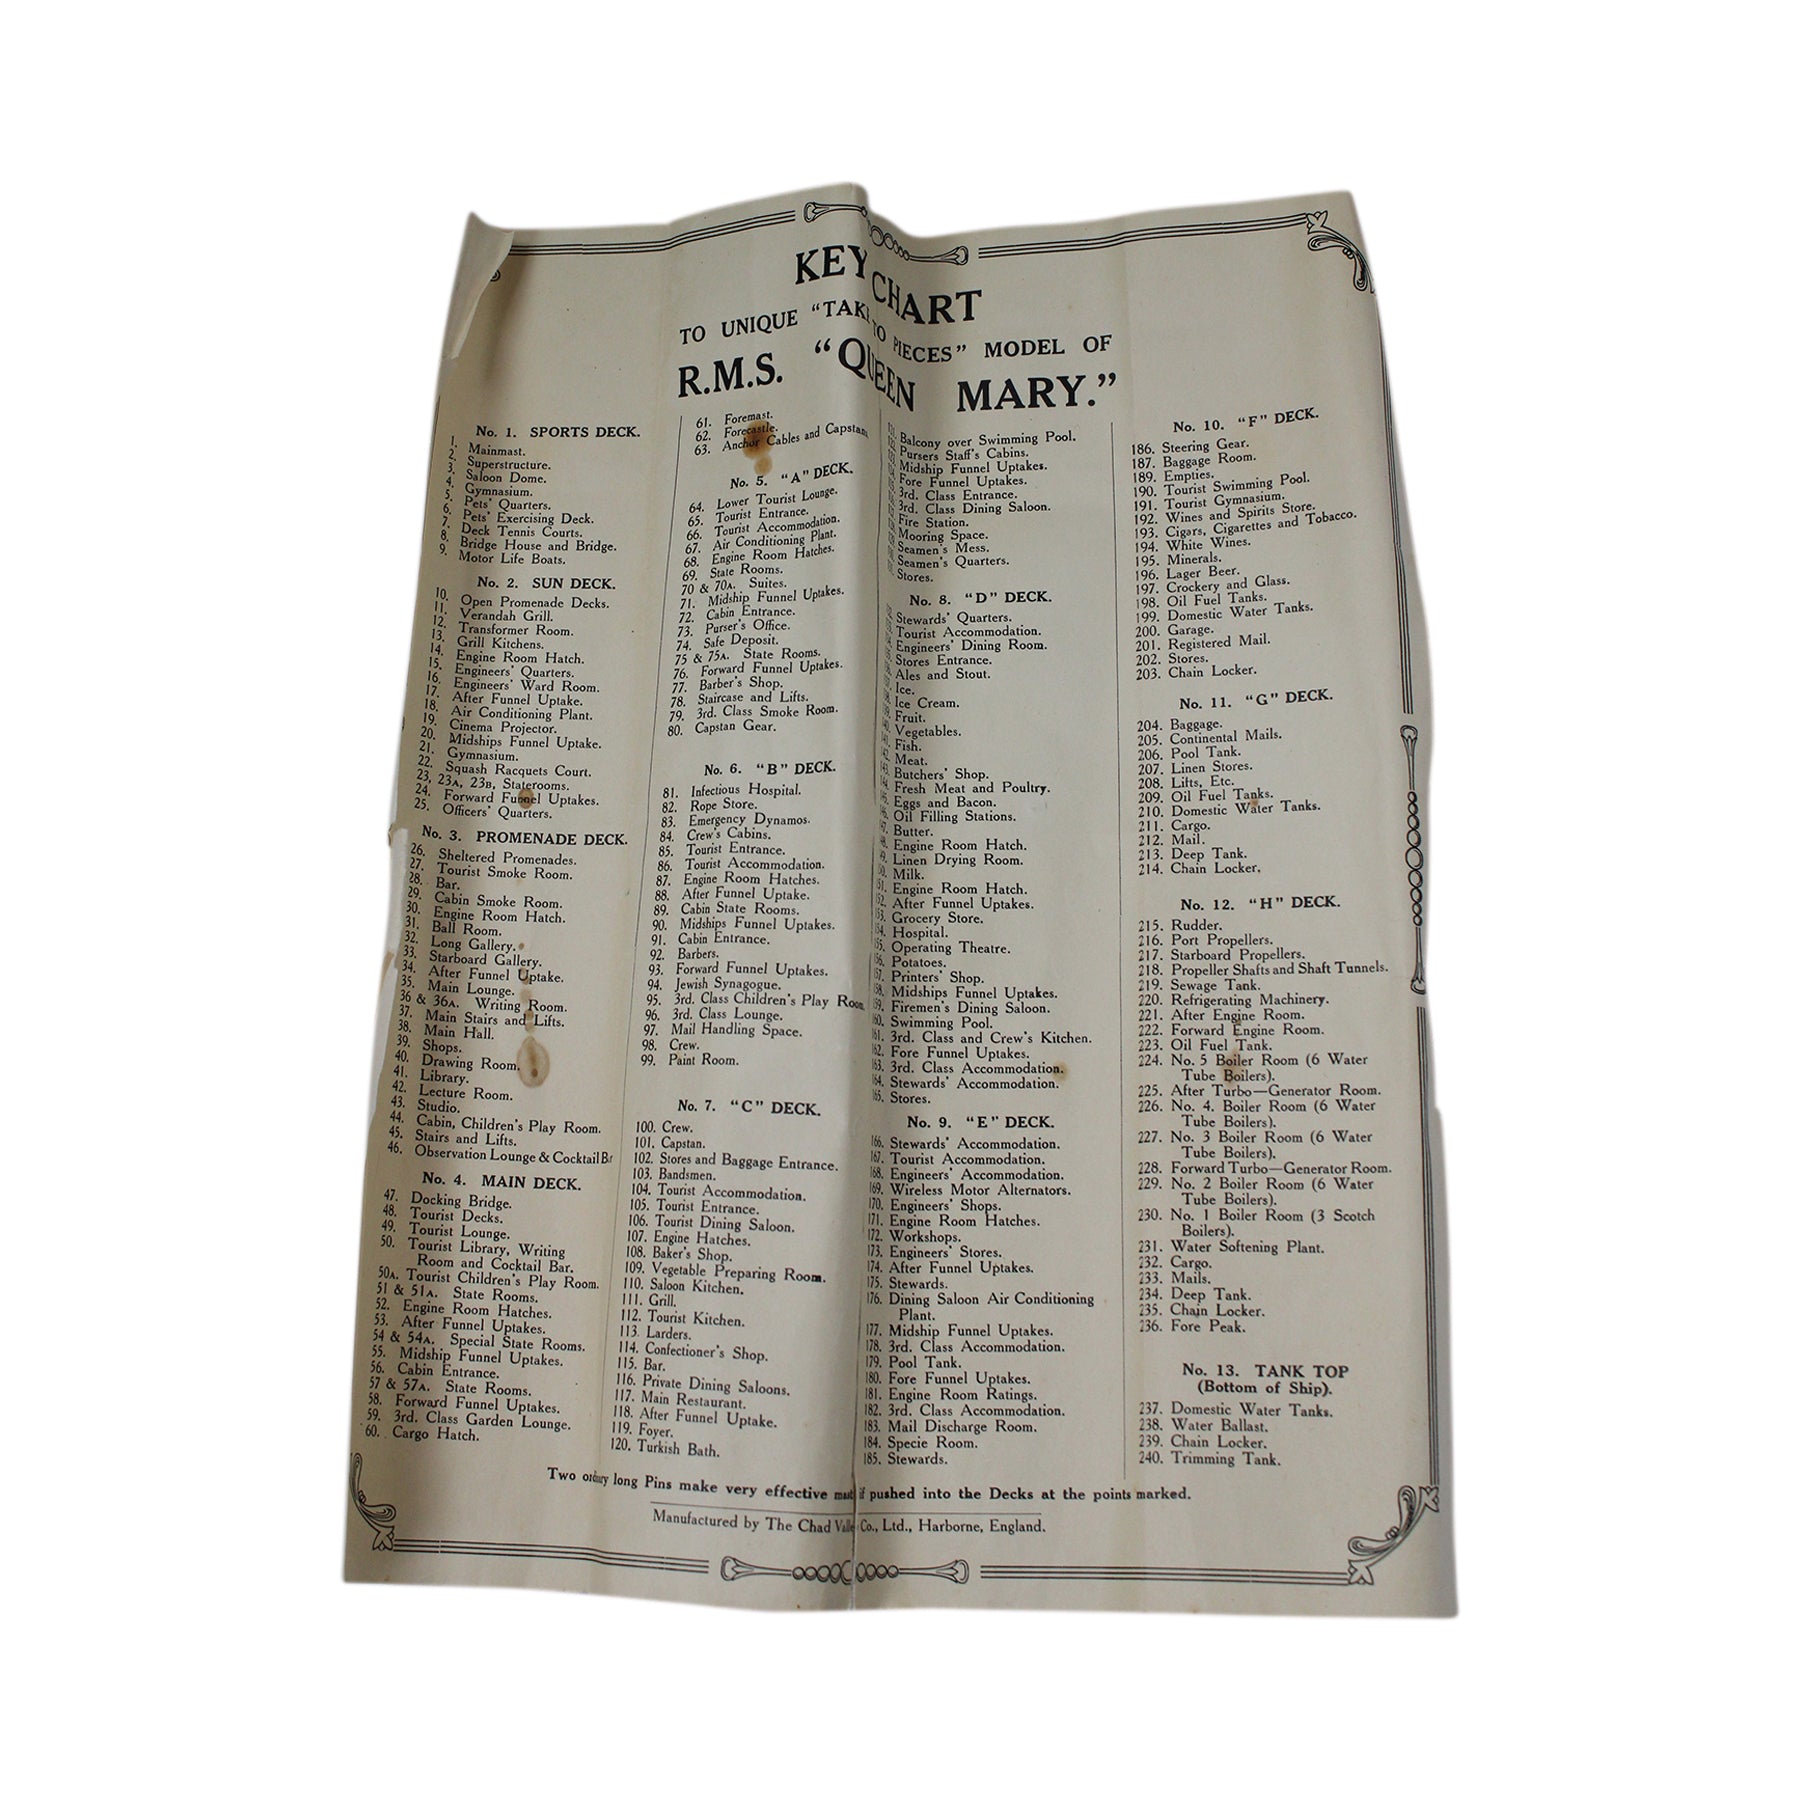 KEY CHART
TO UNIQUE "TAKE TO PIECES" MODEL OF
R.M.S. "QUEEN MARY."
No. 1. SPORTS DECK.
1. Mainmast.
2. Superstructure.
3. Saloon Dome.
4. Gymnasium.
5. Pets' Quarters.
6. Pets' Exercising Deck.
7. Deck Tennis Courts.
8. Bridge House and Bridge.
9. Motor Life Boats.
No. 2. SUN DECK.
10. Open Promenade Decks.
11. Verandah Grill.
12. Transformer Room.
13. Grill Kitchens.
14. Engine Room Hatch.
15. Engineers' Quarters.
16. Engineers' Ward Room.
17. After Funnel Uptake.
18. Air Conditioning Plant.
19. Cinema Projector.
20. Midships Funnel Uptake.
21. Gymnasium.
22. Squash Racquets Court.
23, 23A, 23B, Staterooms.
24. Forward Funnel Uptakes.
25. Officers' Quarters.
No. 3. PROMENADE DECK.
26. Sheltered Promenades.
27. Tourist Smoke Room.
28. Bar.
29. Cabin Smoke Room.
30. Engine Room Hatch.
31. Ball Room.
32. Long Gallery.
33. Starboard Gallery.
34. After Funnel Uptake.
35. Main Lounge.
36 & 36A. Writing Room.
37. Main Stairs and Lifts.
38. Main Hall.
39. Shops.
40. Drawing Room.
41. Library.
42. Lecture Room.
43. Studio.
44. Cabin, Children's Play Room.
45. Stairs and Lifts.
46. Observation Lounge & Cocktail Br
No. 4. MAIN DECK.
47. Docking Bridge.
48. Tourist Decks.
49. Tourist Lounge.
50. Tourist Library, Writing
Room and Cocktail Bar.
50A. Tourist Children's Play Room.
51 & 51A. State Rooms.
52. Engine Room Hatches.
53. After Funnel Uptakes.
54 & 54A. Special State Rooms.
55. Midship Funnel Uptakes.
56. Cabin Entrance.
57 & 57A. State Rooms.
58. Forward Funnel Uptakes.
59. 3rd. Class Garden Lounge.
60. Cargo Hatch.
61. Foremast.
62. Forecastle.
63. Anchor Cables and Capstans.
No. 5. "A" DECK.
64. Lower Tourist Lounge.
65. Tourist Entrance.
66. Tourist Accommodation.
67. Air Conditioning Plant.
68. Engine Room Hatches.
69. State Rooms.
70 & 70A. Suites.
71. Midship Funnel Uptakes.
72. Cabin Entrance.
73. Purser's Office.
74. Safe Deposit.
75 & 75A. State Rooms.
76. Forward Funnel Uptakes.
77. Barber's Shop.
78. Staircase and Lifts.
79. 3rd. Class Smoke Room.
80. Capstan Gear.
No. 6. "B" DECK.
81. Infectious Hospital.
82. Rope Store.
83. Emergency Dynamos.
84. Crew's Cabins.
85. Tourist Entrance.
86. Tourist Accommodation.
87. Engine Room Hatches.
88. After Funnel Uptake.
89. Cabin State Rooms.
90. Midships Funnel Uptakes.
91. Cabin Entrance.
92. Barbers.
93. Forward Funnel Uptakes.
94. Jewish Synagogue.
95. 3rd. Class Children's Play Room.
96. 3rd. Class Lounge.
97. Mail Handling Space.
98. Crew.
99. Paint Room.
No. 7. "C" DECK.
100. Crew.
101. Capstan.
102. Stores and Baggage Entrance.
103. Bandsmen.
104. Tourist Accommodation.
105. Tourist Entrance.
106. Tourist Dining Saloon.
107. Engine Hatches.
108. Baker's Shop.
109. Vegetable Preparing Room.
110. Saloon Kitchen.
111. Grill.
112. Tourist Kitchen.
113. Larders.
114. Confectioner's Shop.
115. Bar.
116. Private Dining Saloons.
117. Main Restaurant.
118. After Funnel Uptake.
119. Foyer.
120. Turkish Bath.
Balcony over Swimming Pool.
Pursers Staff's Cabins.
Midship Funnel Uptakes.
Fore Funnel Uptakes.
3rd. Class Entrance.
3rd. Class Dining Saloon.
Fire Station.
Mooring Space.
Seamen's Mess.
Seamen's Quarters.
Stores.
No. 8. "D" DECK.
Stewards' Quarters.
Tourist Accommodation.
Engineers' Dining Room.
Stores Entrance.
Ales and Stout.
Ice.
Ice Cream.
139. Fruit.
140. Vegetables.
141. Fish.
142. Meat.
143. Butchers' Shop.
144. Fresh Meat and Poultry.
145. Eggs and Bacon.
146. Oil Filling Stations.
147. Butter.
148. Engine Room Hatch.
149. Linen Drying Room.
150. Milk.
151. Engine Room Hatch.
152. After Funnel Uptakes.
153. Grocery Store.
154. Hospital.
155. Operating Theatre.
156. Potatoes.
157. Printers' Shop.
158. Midships Funnel Uptakes.
159. Firemen's Dining Saloon.
160. Swimming Pool.
161. 3rd. Class and Crew's Kitchen.
162. Fore Funnel Uptakes.
163. 3rd. Class Accommodation.
164. Stewards' Accommodation.
165. Stores.
No. 9. "E" DECK.
166. Stewards' Accommodation.
167. Tourist Accommodation.
168. Engineers' Accommodation.
169. Wireless Motor Alternators.
170. Engineers' Shops.
171. Engine Room Hatches.
172. Workshops.
173. Engineers' Stores.
174. After Funnel Uptakes.
175. Stewards.
176. Dining Saloon Air Conditioning
Plant.
177. Midship Funnel Uptakes.
178. 3rd. Class Accommodation.
179. Pool Tank.
180. Fore Funnel Uptakes.
181. Engine Room Ratings.
182. 3rd. Class Accommodation.
183. Mail Discharge Room.
184. Specie Room.
185. Stewards.
No. 10. "F" DECK.
186. Steering Gear.
187. Baggage Room.
189. Empties.
190. Tourist Swimming Pool.
191. Tourist Gymnasium.
192. Wines and Spirits Store.
193. Cigars, Cigarettes and Tobacco.
194. White Wines.
195. Minerals.
196. Lager Beer.
197. Crockery and Glass.
198. Oil Fuel Tanks.
199. Domestic Water Tanks.
200. Garage.
201. Registered Mail.
202. Stores.
203. Chain Locker.
No. 11. "G" DECK.
204. Baggage.
205. Continental Mails.
206. Pool Tank.
207. Linen Stores.
208. Lifts, Etc.
209. Oil Fuel Tanks.
210. Domestic Water Tanks.
211. Cargo.
212. Mail.
213. Deep Tank.
214. Chain Locker.
No. 12. "H" DECK.
215. Rudder.
216. Port Propellers.
217. Starboard Propellers.
218. Propeller Shafts and Shaft Tunnels.
219. Sewage Tank.
220. Refrigerating Machinery.
221. After Engine Room.
222. Forward Engine Room.
223. Oil Fuel Tank.
224. No. 5 Boiler Room (6 Water
Tube Boilers).
225. After Turbo—Generator Room.
226. No. 4. Boiler Room (6 Water
Tube Boilers).
227. No. 3 Boiler Room (6 Water
Tube Boilers).
228. Forward Turbo—Generator Room.
229. No. 2 Boiler Room (6 Water
Tube Boilers).
230. No. 1 Boiler Room (3 Scotch
Boilers).
231. Water Softening Plant.
232. Cargo.
233. Mails.
234. Deep Tank.
235. Chain Locker.
236. Fore Peak.
No. 13. TANK TOP
(Bottom of Ship).
237. Domestic Water Tanks.
238. Water Ballast.
239. Chain Locker.
240. Trimming Tank.
Two ordinary long Pins make very effective masts if pushed into the Decks at the points marked.
Manufactured by The Chad Valley Co., Ltd., Harborne, England.